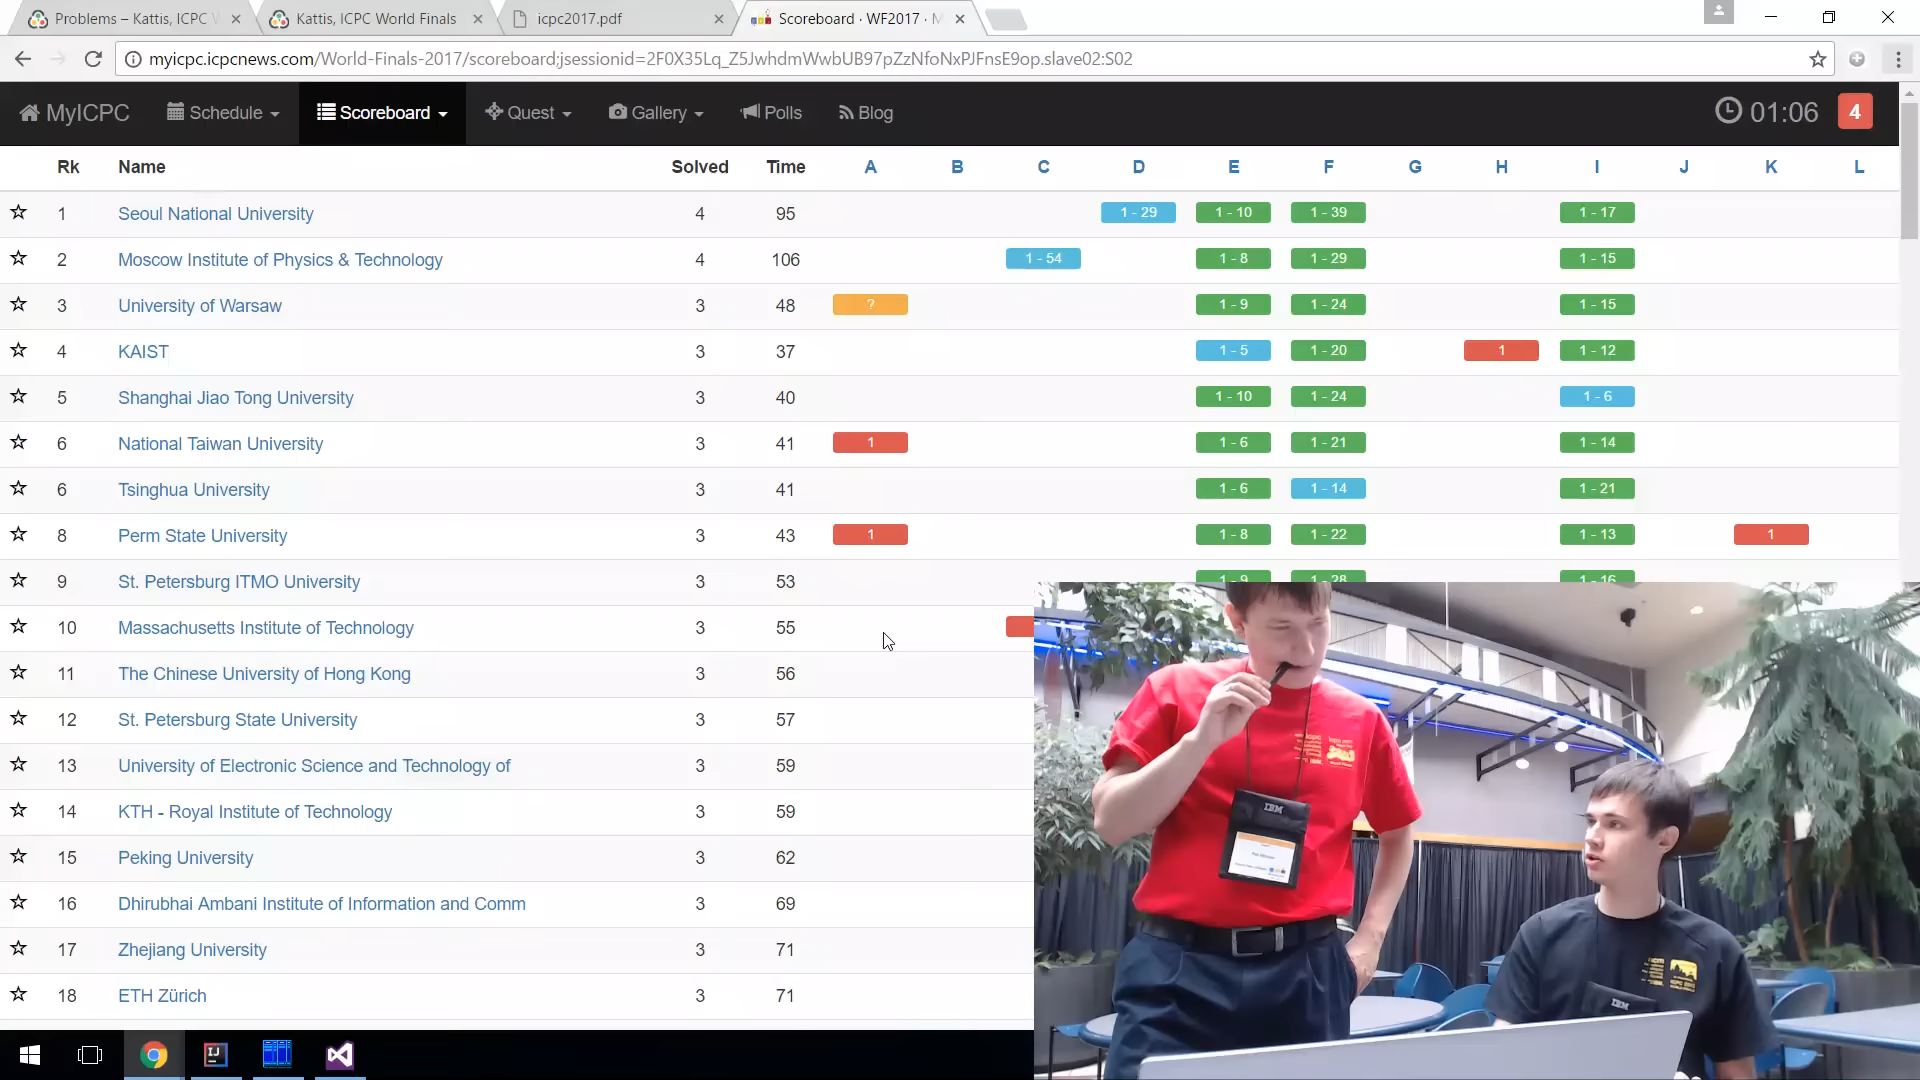 Problems – Kattis, ICPC
Kattis, ICPC World Finals
icpc2017.pdf
Scoreboard · WF2017 ·
myicpc.icpcnews.com/World-Finals-2017/scoreboard;jsessionid=2F0X35Lq_Z5JwhdmWwbUB97pZzNfoNxPJFnsE9op.slave02:S02
MyICPC Schedule Scoreboard Quest Gallery Polls Blog 01:06 4
Rk Name Solved Time A B C D E F G H I J K L
1 Seoul National University 4 95 1 - 29 1 - 10 1 - 39 1 - 17
2 Moscow Institute of Physics & Technology 4 106 1 - 54 1 - 8 1 - 29 1 - 15
3 University of Warsaw 3 48 ? 1 - 9 1 - 24 1 - 15
4 KAIST 3 37 1 - 5 1 - 20 1 1 - 12
5 Shanghai Jiao Tong University 3 40 1 - 10 1 - 24 1 - 6
6 National Taiwan University 3 41 1 1 - 6 1 - 21 1 - 14
6 Tsinghua University 3 41 1 - 6 1 - 14 1 - 21
8 Perm State University 3 43 1 1 - 8 1 - 22 1 - 13 1
9 St. Petersburg ITMO University 3 53 1 - 9 1 - 28 1 - 16
10 Massachusetts Institute of Technology 3 55
11 The Chinese University of Hong Kong 3 56
12 St. Petersburg State University 3 57
13 University of Electronic Science and Technology of 3 59
14 KTH - Royal Institute of Technology 3 59
15 Peking University 3 62
16 Dhirubhai Ambani Institute of Information and Comm 3 69
17 Zhejiang University 3 71
18 ETH Zürich 3 71
IBM
IBM